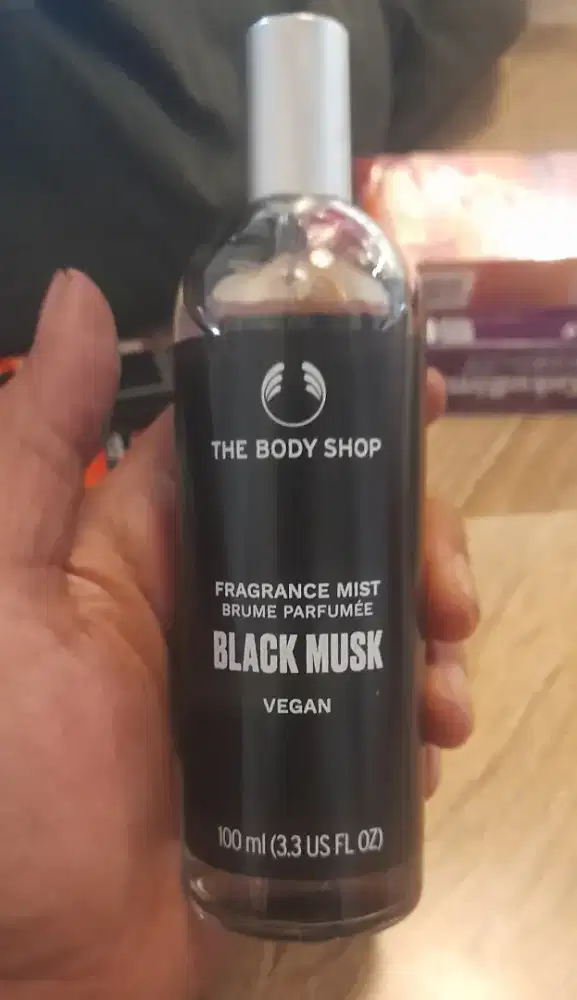 THE BODY SHOP
FRAGRANCE MIST
BRUME PARFUMÉE
BLACK MUSK
VEGAN
100 ml (3.3 US FL OZ)